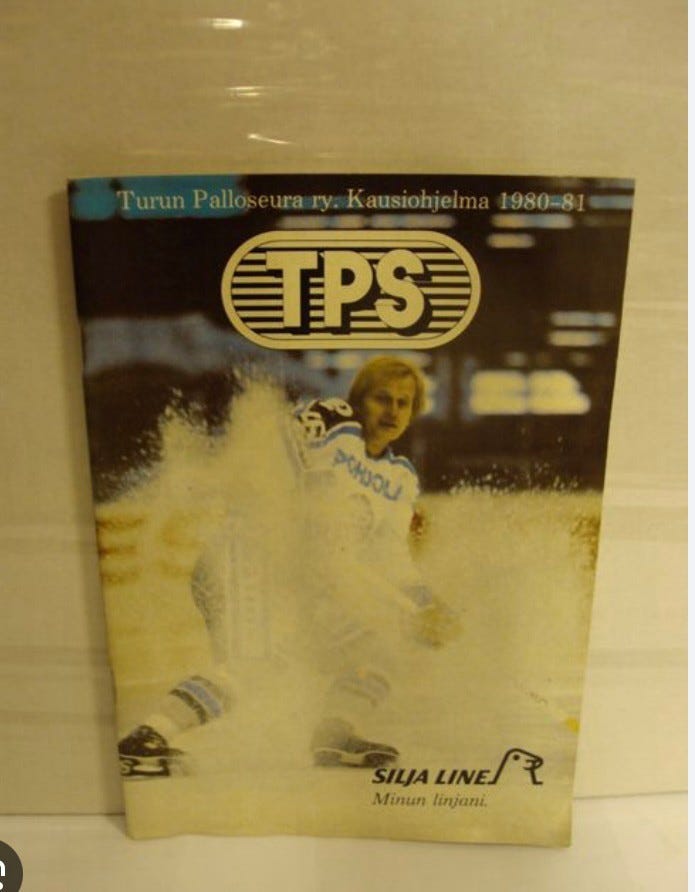 Turun Palloseura ry. Kausiohjelma 1980-81
TPS
POHJOLA
SILJA LINE
Minun linjani.